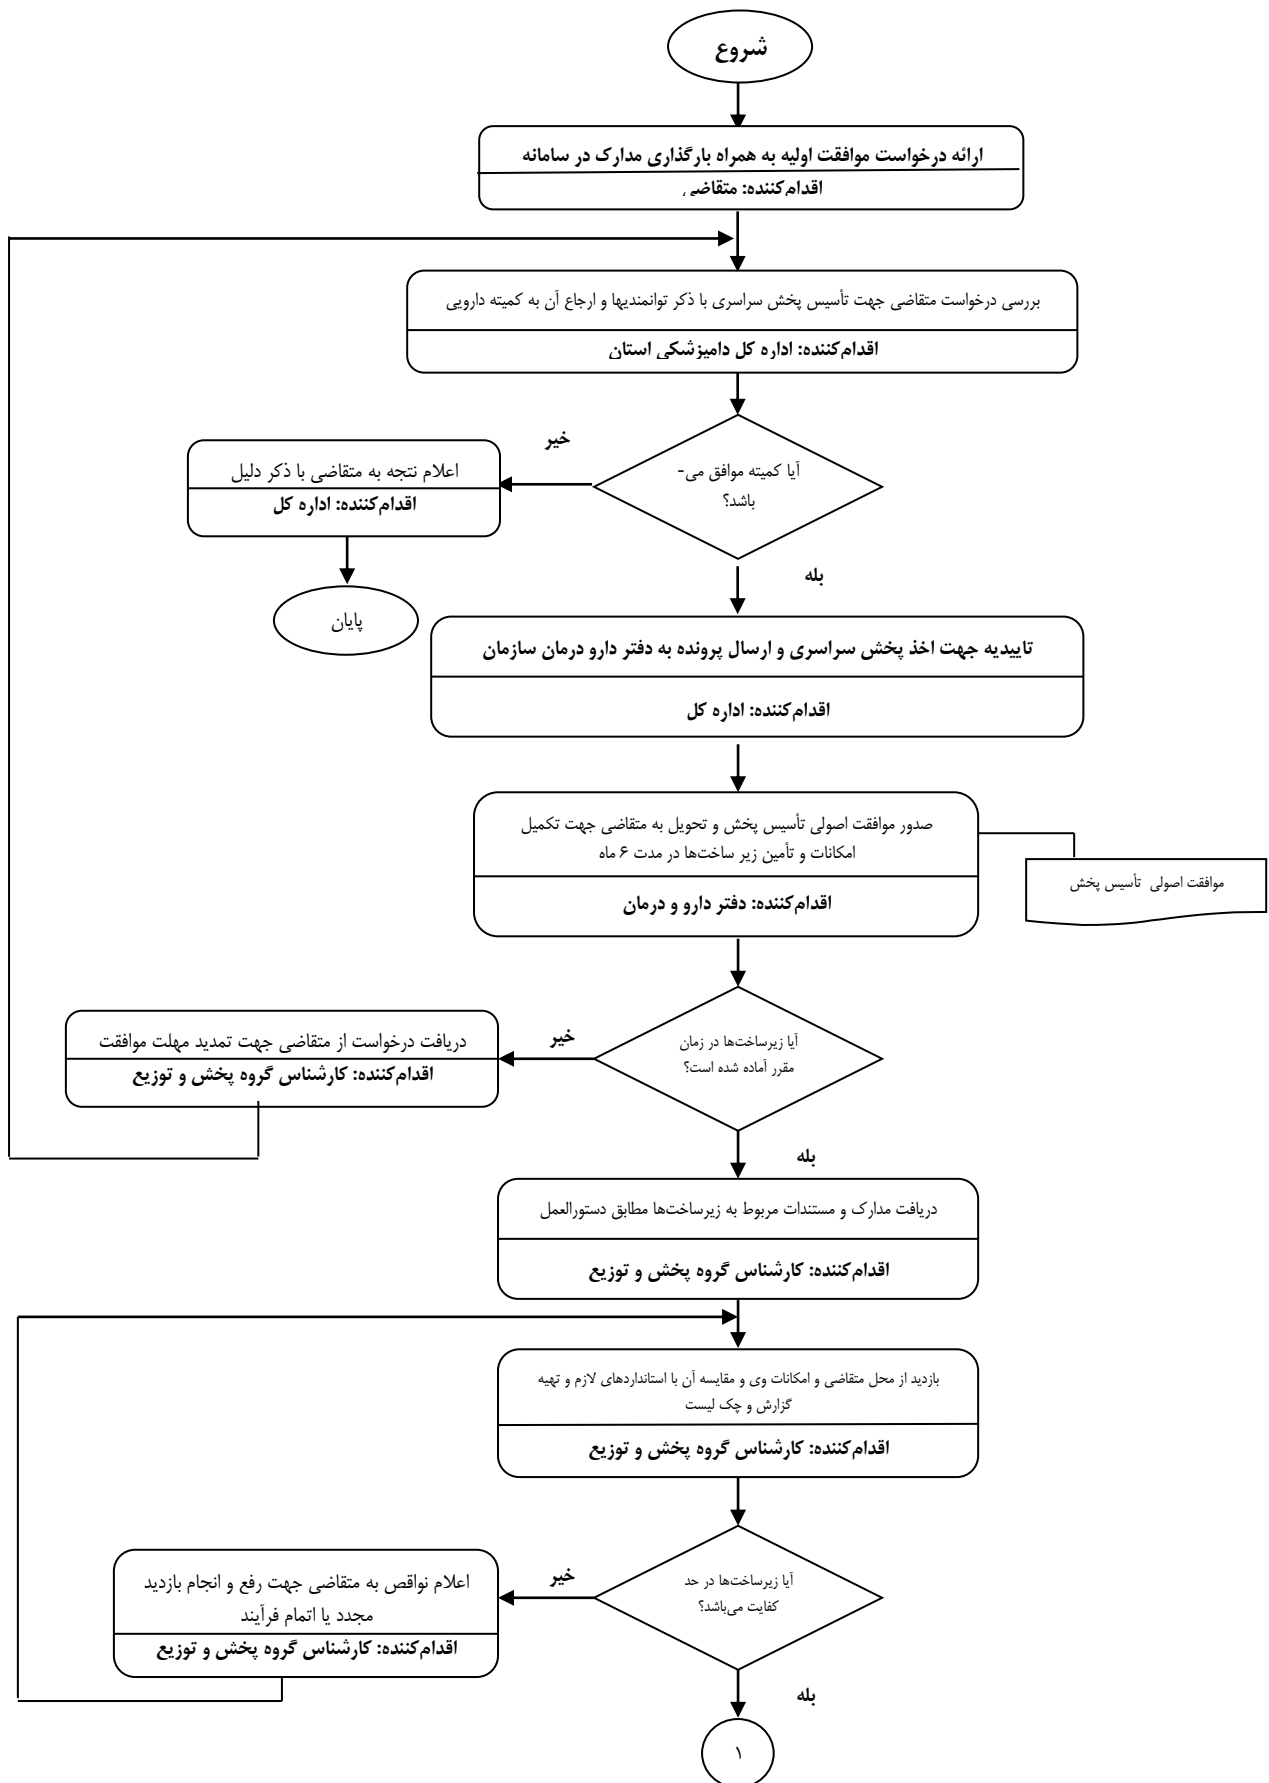 شروع
ارائه درخواست موافقت اولیه به همراه بارگذاری مدارک در سامانه
اقدام‌کننده: متقاضی
بررسی درخواست متقاضی جهت تأسیس پخش سراسری با ذکر توانمندیها و ارجاع آن به کمیته دارویی
اقدام‌کننده: اداره کل دامپزشکی استان
آیا کمیته موافق می-
باشد؟
خیر
اعلام نتجه به متقاضی با ذکر دلیل
اقدام‌کننده: اداره کل
پایان
بله
تاییدیه جهت اخذ پخش سراسری و ارسال پرونده به دفتر دارو درمان سازمان
اقدام‌کننده: اداره کل
صدور موافقت اصولی تأسیس پخش و تحویل به متقاضی جهت تکمیل
امکانات و تأمین زیر ساخت‌ها در مدت ۶ ماه
اقدام‌کننده: دفتر دارو و درمان
موافقت اصولی تأسیس پخش
آیا زیرساخت‌ها در زمان
مقرر آماده شده است؟
خیر
دریافت درخواست از متقاضی جهت تمدید مهلت موافقت
اقدام‌کننده: کارشناس گروه پخش و توزیع
بله
دریافت مدارک و مستندات مربوط به زیرساخت‌ها مطابق دستورالعمل
اقدام‌کننده: کارشناس گروه پخش و توزیع
بازدید از محل متقاضی و امکانات وی و مقایسه آن با استانداردهای لازم و تهیه
گزارش و چک لیست
اقدام‌کننده: کارشناس گروه پخش و توزیع
آیا زیرساخت‌ها در حد
کفایت می‌باشد؟
خیر
اعلام نواقص به متقاضی جهت رفع و انجام بازدید
مجدد یا اتمام فرآیند
اقدام‌کننده: کارشناس گروه پخش و توزیع
بله
۱